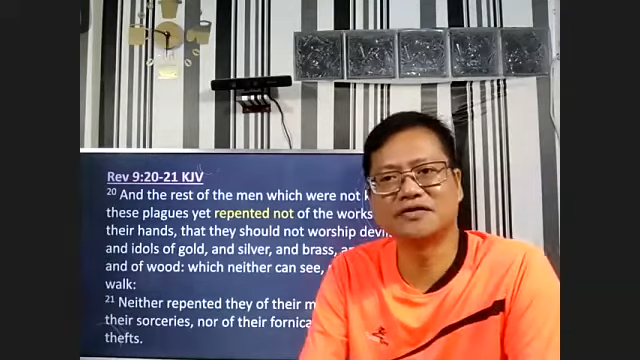 Rev 9:20-21 KJV
20 And the rest of the men which were not
these plagues yet repented not of the works
their hands, that they should not worship
and idols of gold, and silver, and brass,
and of wood: which neither can see,
walk:
21 Neither repented they of their
their sorceries, nor of their
thefts.